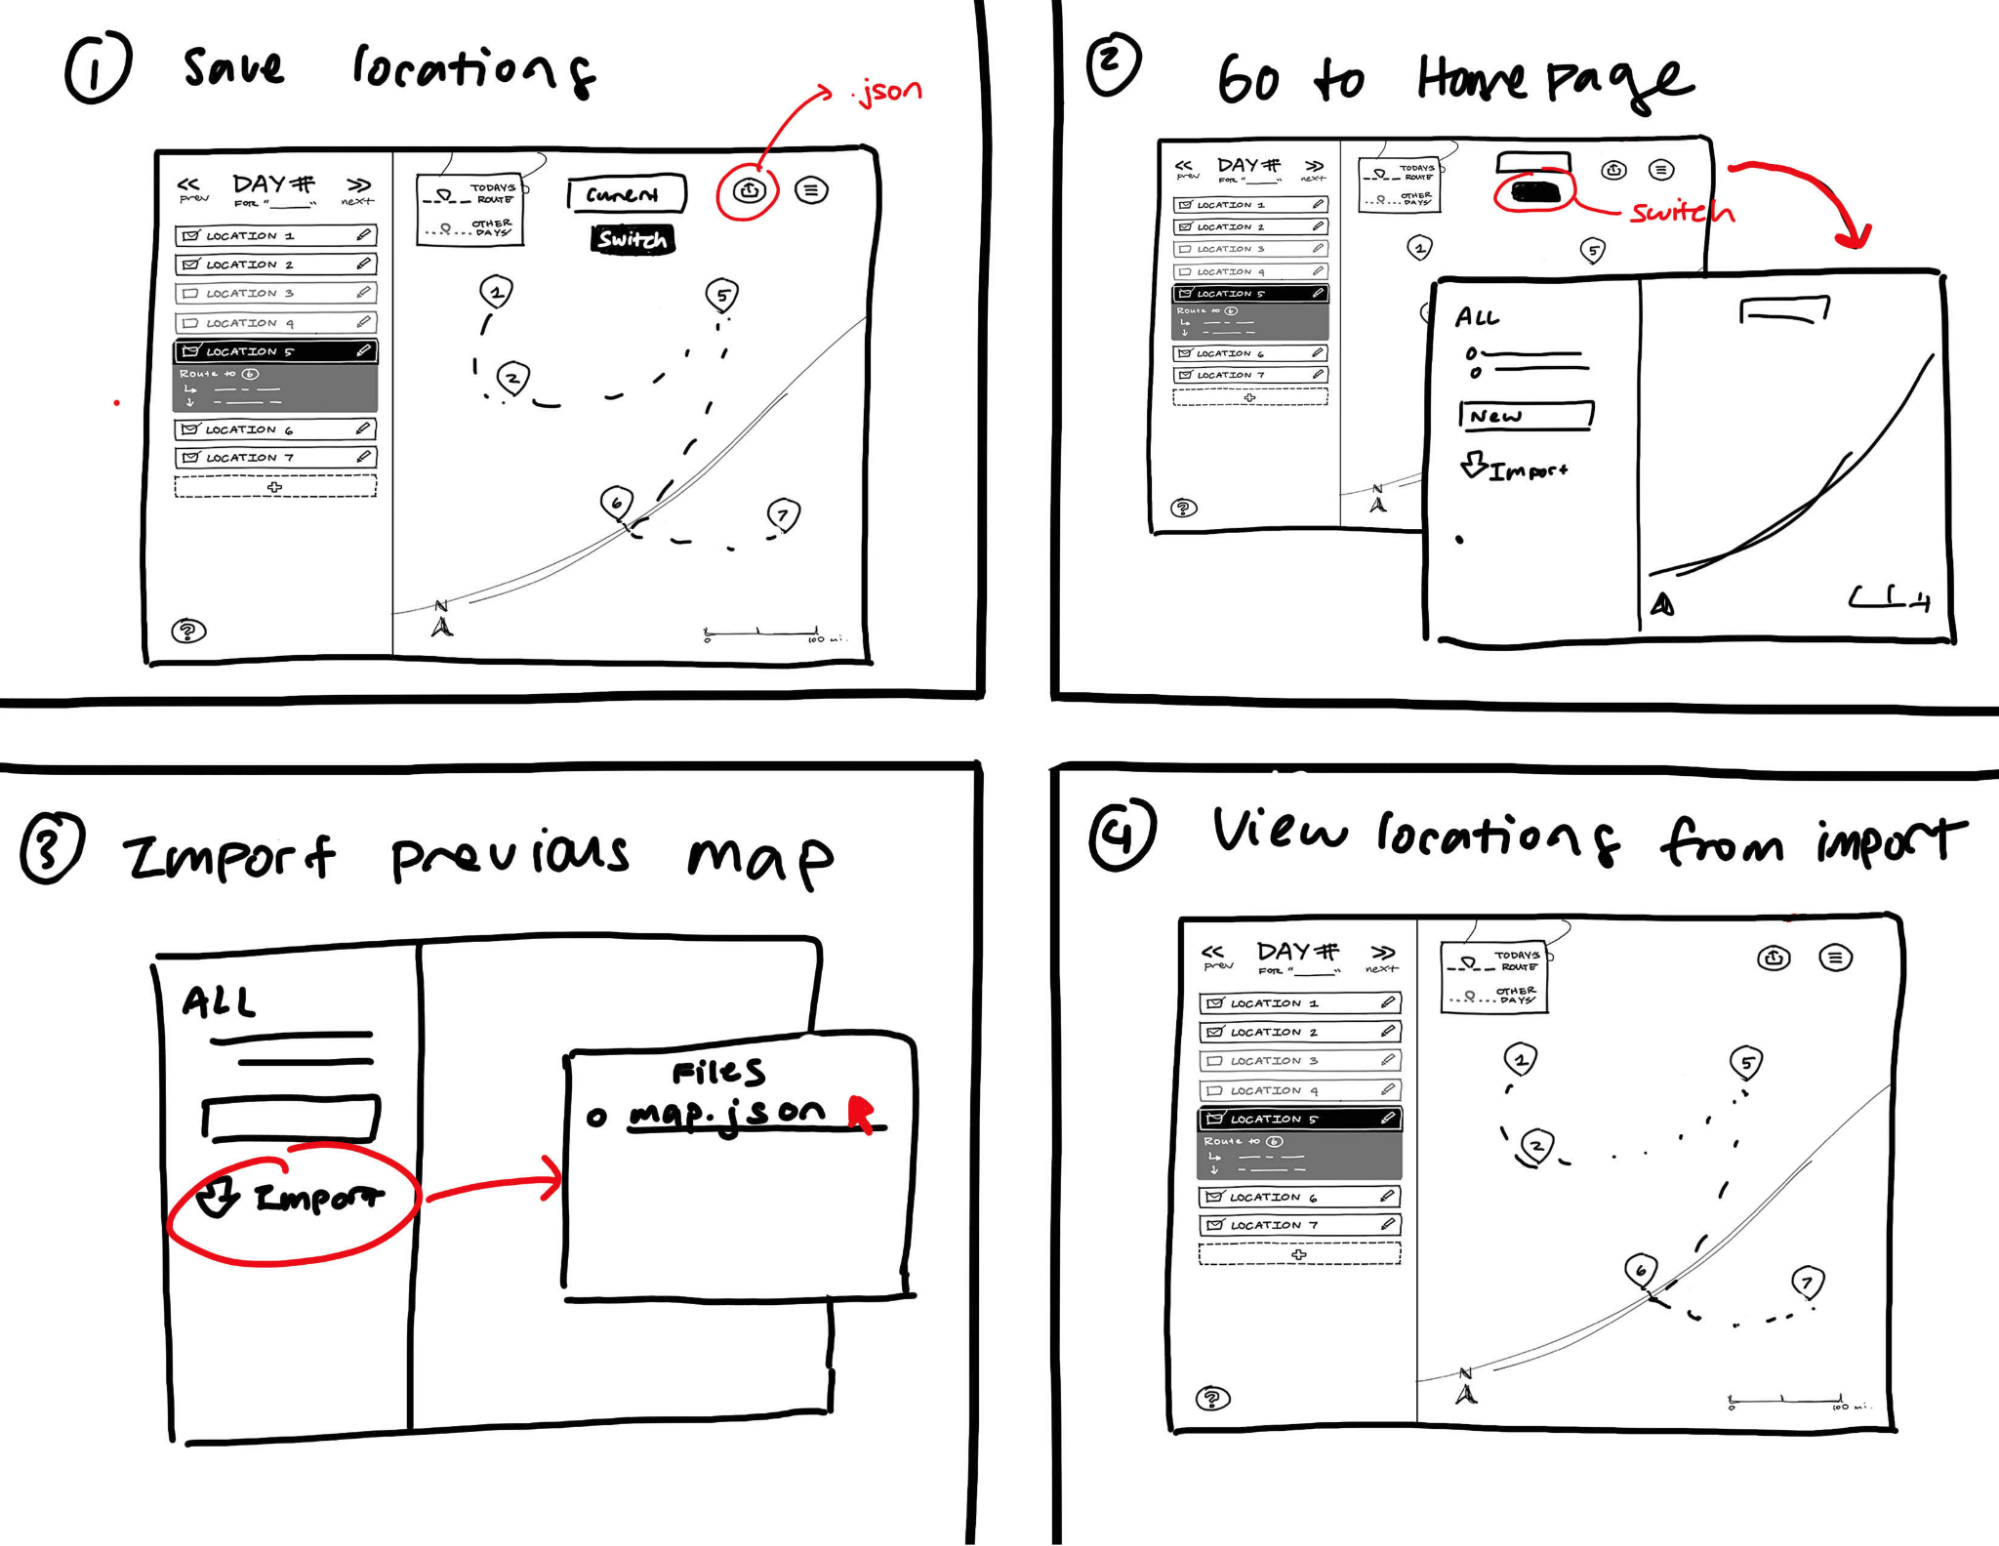 ① Save locations
.json
<< DAY # >>
prev FOR "______" next
TODAYS
ROUTE
OTHER
DAYS
Current
Switch
LOCATION 1
LOCATION 2
LOCATION 3
LOCATION 4
LOCATION 5
Route to ⑥
LOCATION 6
LOCATION 7
+
?
1
5
2
6
7
N
0 100 mi.
② Go to Homepage
<< DAY # >>
prev FOR "______" next
TODAYS
ROUTE
OTHER
DAYS
switch
LOCATION 1
LOCATION 2
LOCATION 3
LOCATION 4
LOCATION 5
Route to ⑥
LOCATION 6
LOCATION 7
+
?
1
5
N
ALL
New
Import
③ Import previous map
ALL
Import
Files
map.json
④ View locations from import
<< DAY # >>
prev FOR "______" next
TODAYS
ROUTE
OTHER
DAYS
LOCATION 1
LOCATION 2
LOCATION 3
LOCATION 4
LOCATION 5
Route to ⑥
LOCATION 6
LOCATION 7
+
?
1
5
2
6
7
N
0 100 mi.